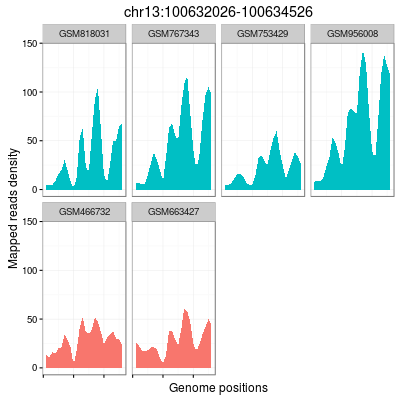 chr13:100632026-100634526
GSM818031 GSM767343 GSM753429 GSM956008
150
100
50
0
GSM466732 GSM663427
150
100
50
0
Mapped reads density
Genome positions